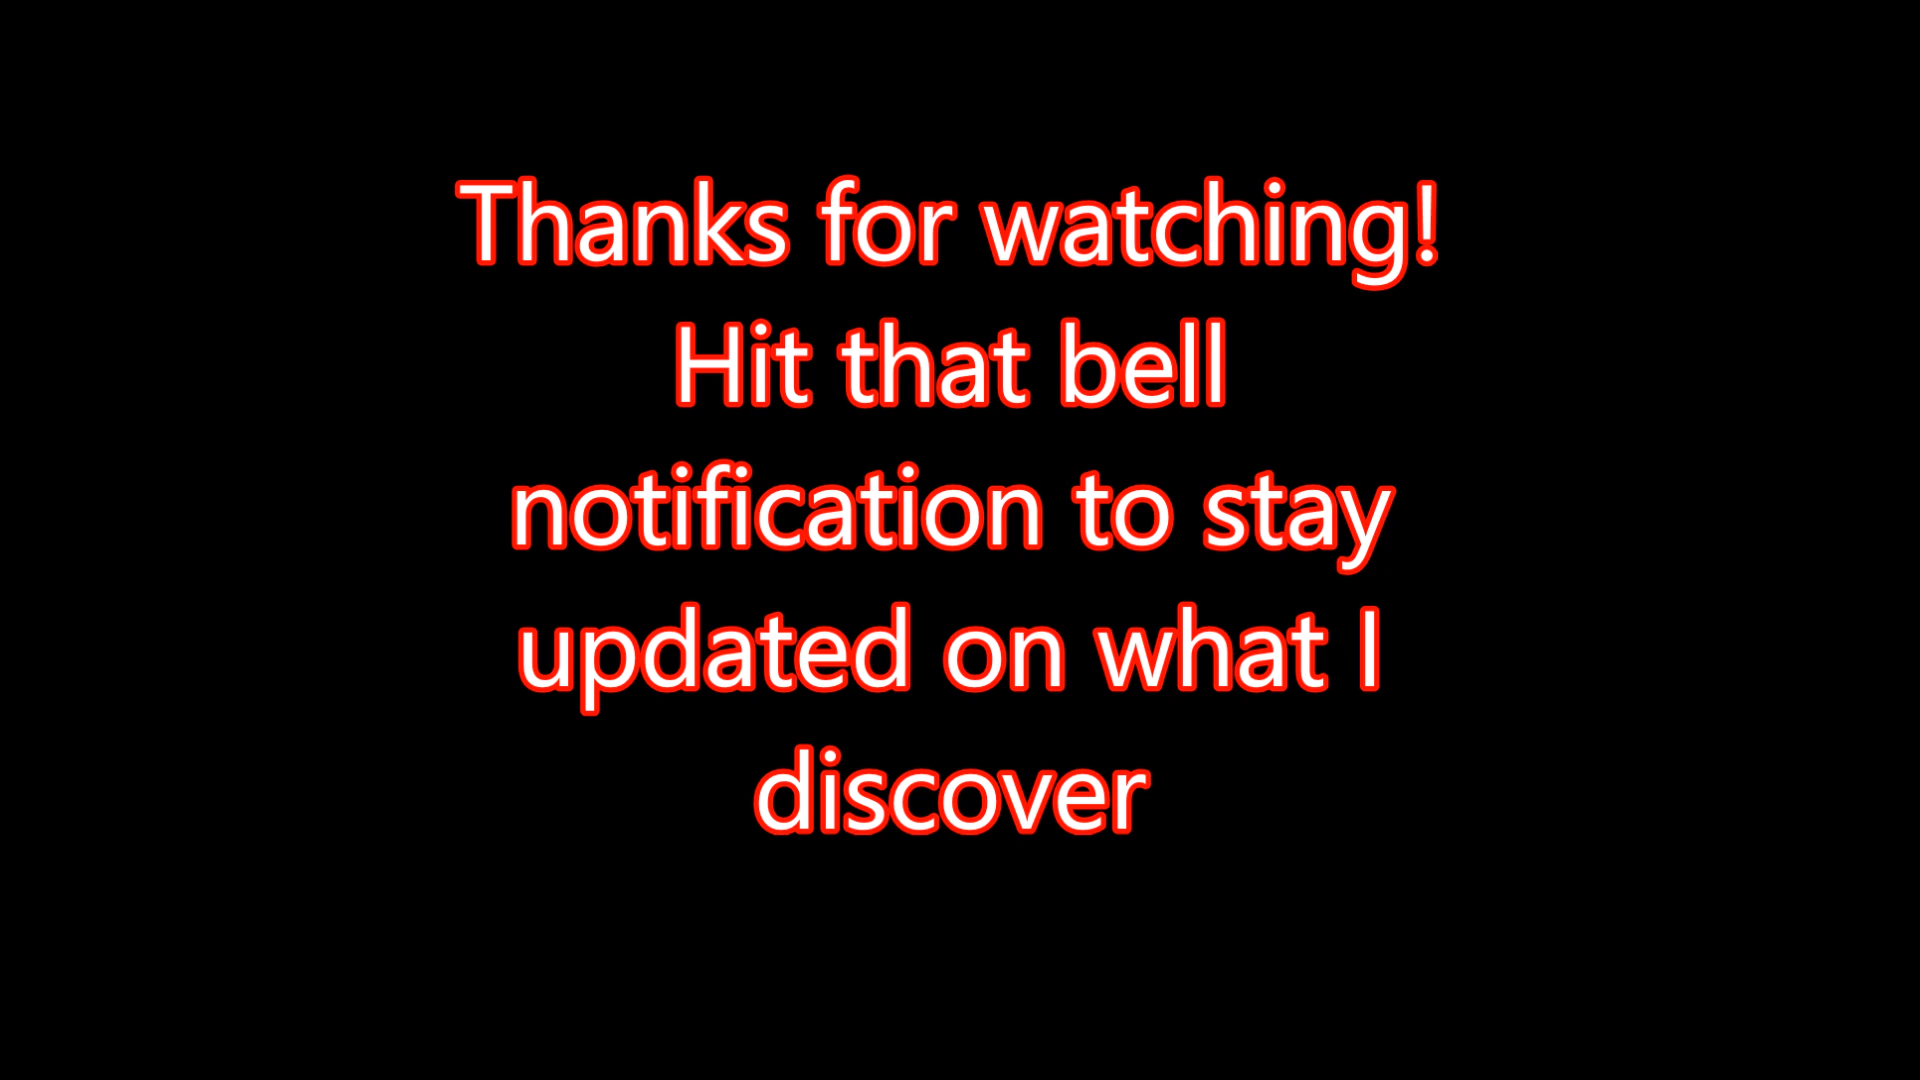 Thanks for watching!
Hit that bell
notification to stay
updated on what I
discover